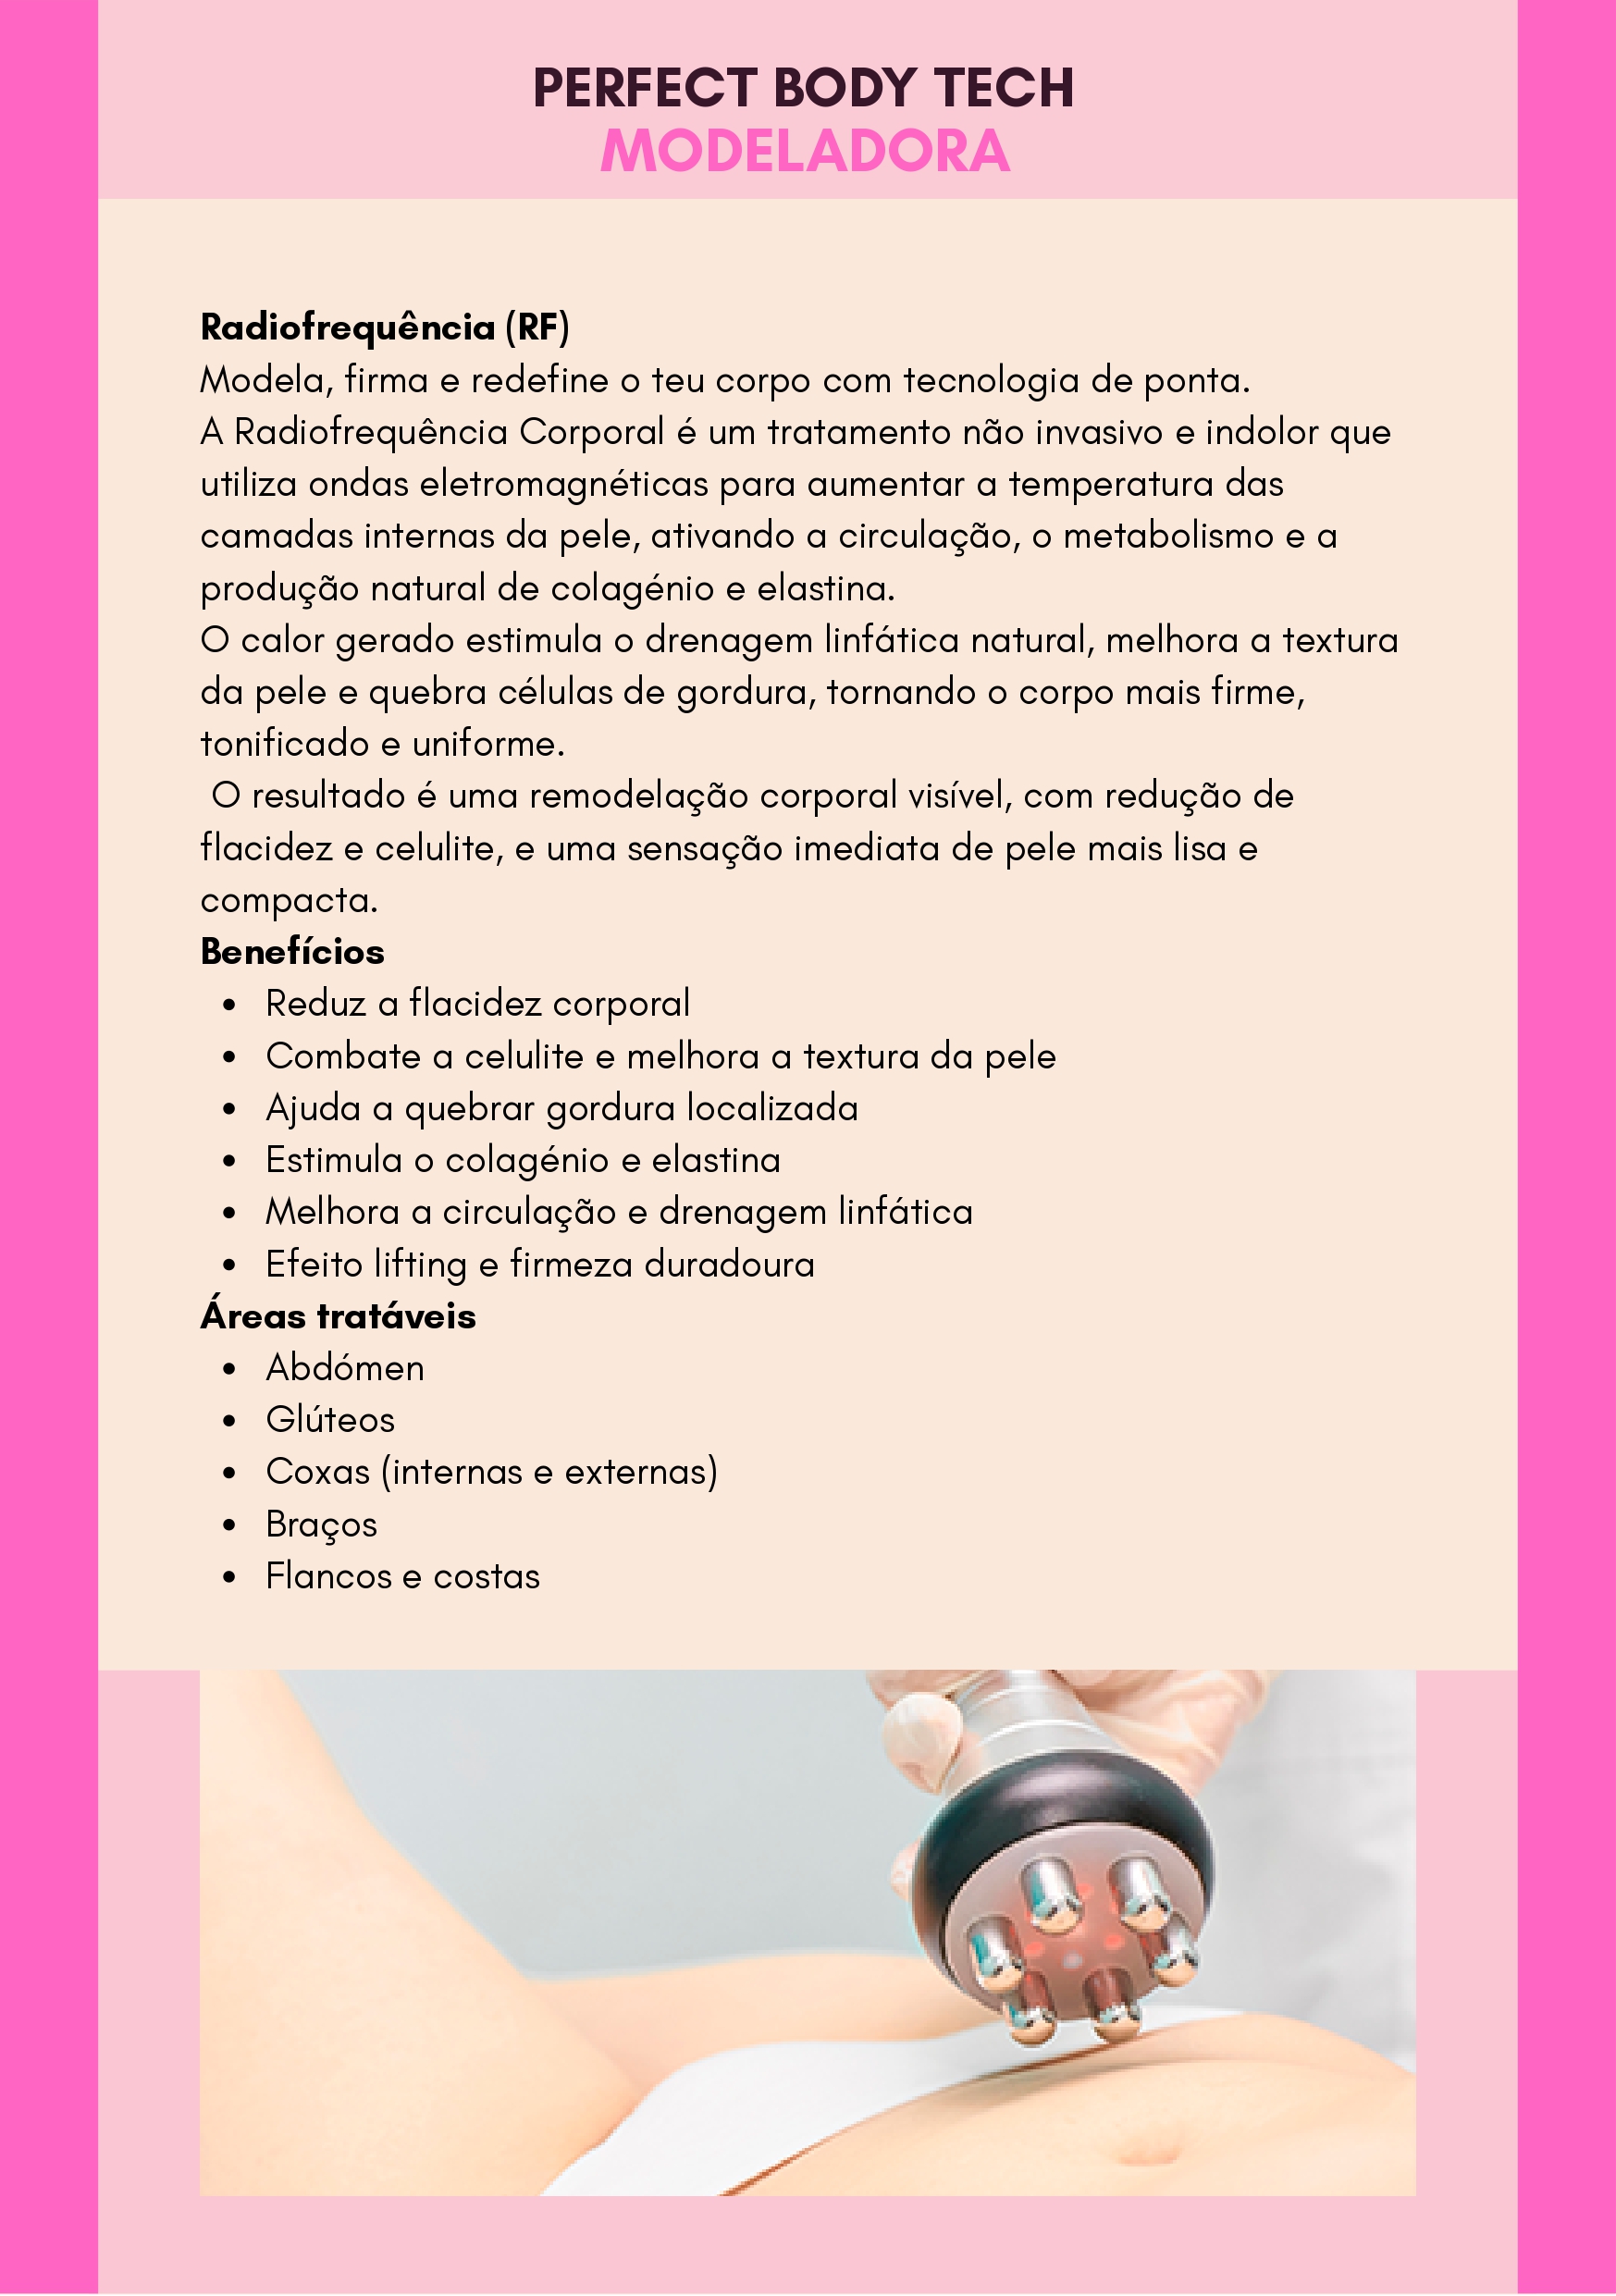 PERFECT BODY TECH
MODELADORA
Radiofrequência (RF)
Modela, firma e redefine o teu corpo com tecnologia de ponta.
A Radiofrequência Corporal é um tratamento não invasivo e indolor que
utiliza ondas eletromagnéticas para aumentar a temperatura das
camadas internas da pele, ativando a circulação, o metabolismo e a
produção natural de colagénio e elastina.
O calor gerado estimula o drenagem linfática natural, melhora a textura
da pele e quebra células de gordura, tornando o corpo mais firme,
tonificado e uniforme.
O resultado é uma remodelação corporal visível, com redução de
flacidez e celulite, e uma sensação imediata de pele mais lisa e
compacta.
Benefícios
• Reduz a flacidez corporal
• Combate a celulite e melhora a textura da pele
• Ajuda a quebrar gordura localizada
• Estimula o colagénio e elastina
• Melhora a circulação e drenagem linfática
• Efeito lifting e firmeza duradoura
Áreas tratáveis
• Abdómen
• Glúteos
• Coxas (internas e externas)
• Braços
• Flancos e costas